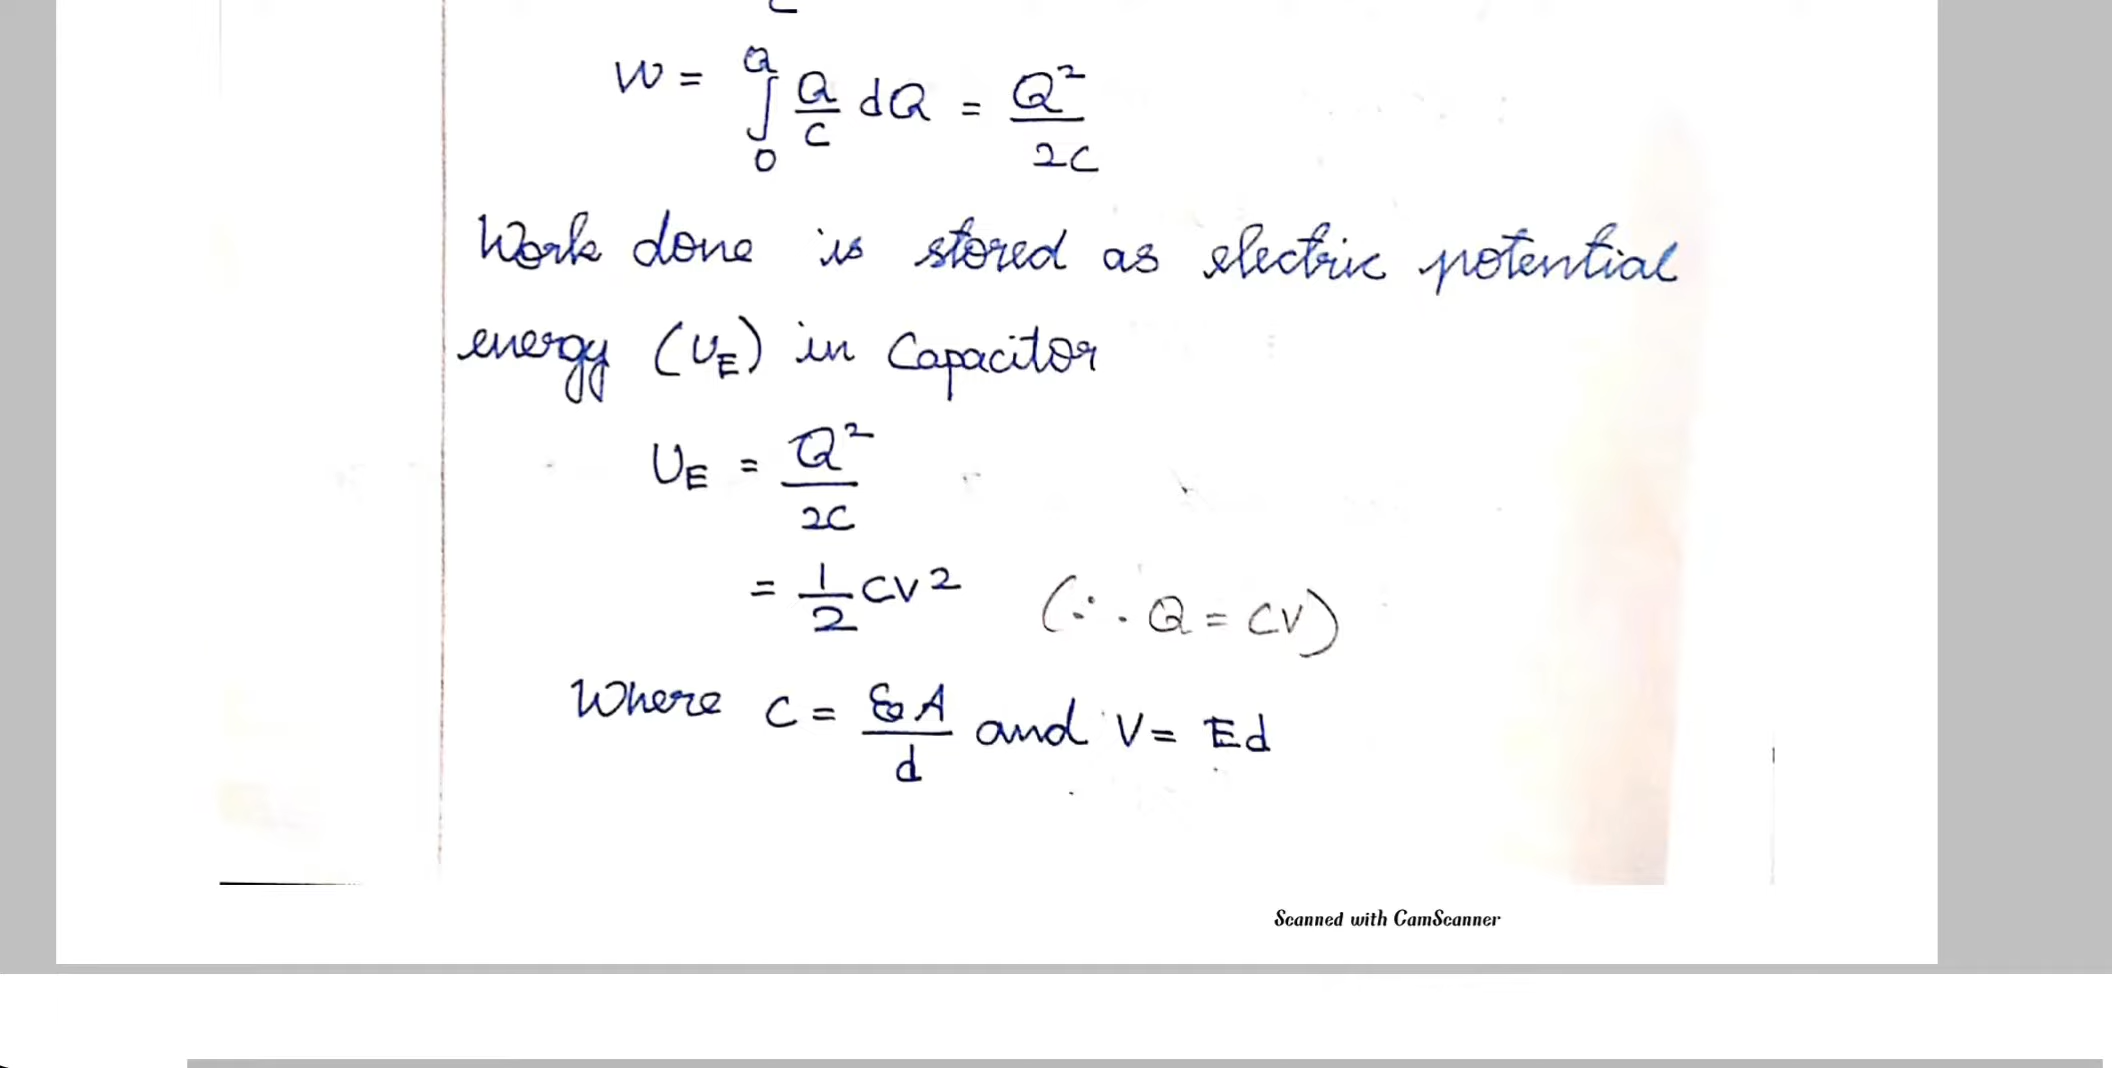 W = ∫₀^Q Q/C dQ = Q²/2C
Work done is stored as electric potential
energy (U_E) in Capacitor
U_E = Q²/2C
= 1/2 CV² (∵ Q = CV)
Where C = ε₀A/d and V = Ed
Scanned with CamScanner